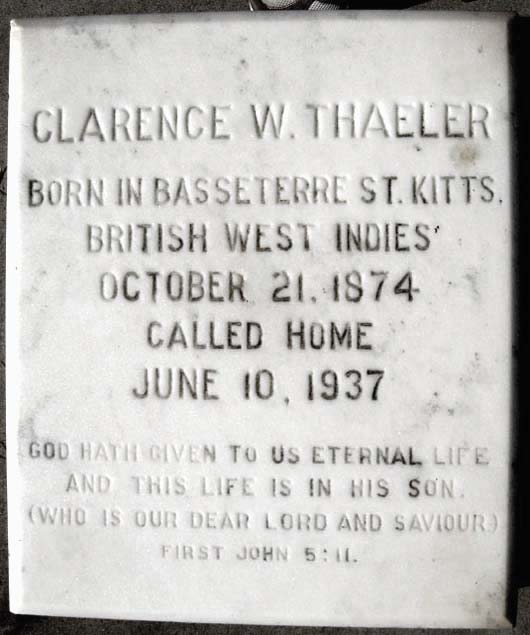 CLARENCE W. THAELER
BORN IN BASSETERRE ST. KITTS.
BRITISH WEST INDIES
OCTOBER 21, 1874
CALLED HOME
JUNE 10, 1937
GOD HATH GIVEN TO US ETERNAL LIFE
AND THIS LIFE IS IN HIS SON.
(WHO IS OUR DEAR LORD AND SAVIOUR.)
FIRST JOHN 5:11.